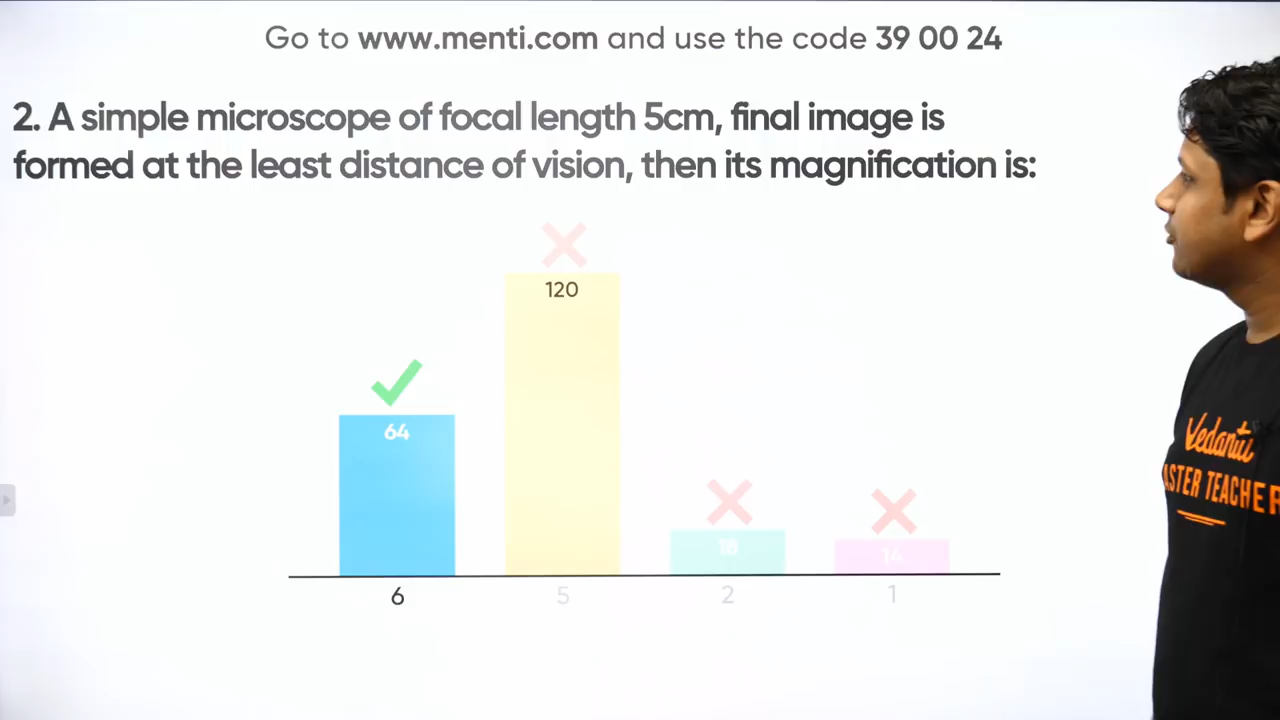 Go to www.menti.com and use the code 39 00 24
2. A simple microscope of focal length 5cm, final image is
formed at the least distance of vision, then its magnification is:
120
64
18
14
6
5
2
1
Vedantu
ASTER TEACHER